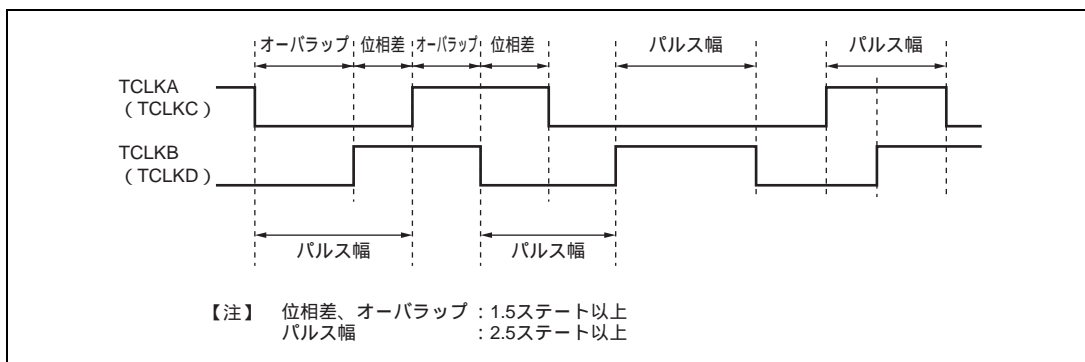 オーバラップ 位相差 オーバラップ 位相差 パルス幅 パルス幅
TCLKA
（TCLKC）
TCLKB
（TCLKD）
パルス幅 パルス幅
【注】 位相差、オーバラップ：1.5ステート以上
パルス幅 ：2.5ステート以上